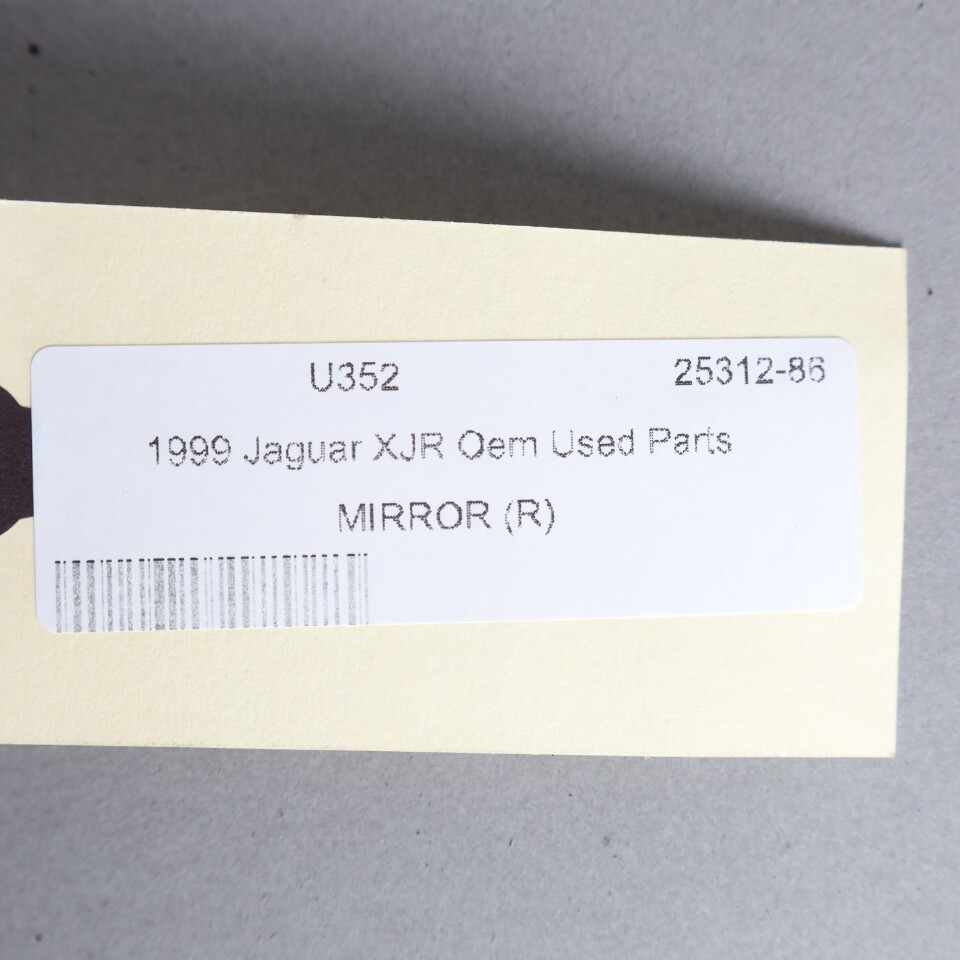 U352 25312-86
1999 Jaguar XJR Oem Used Parts
MIRROR (R)